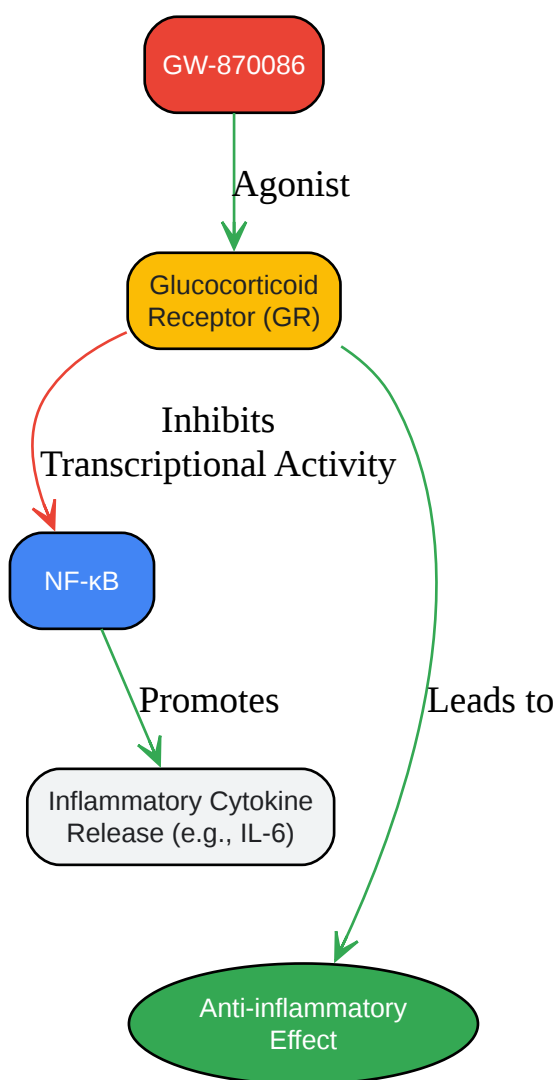 GW-870086
Agonist
Glucocorticoid
Receptor (GR)
Inhibits
Transcriptional Activity
NF-κB
Promotes
Leads to
Inflammatory Cytokine
Release (e.g., IL-6)
Anti-inflammatory
Effect